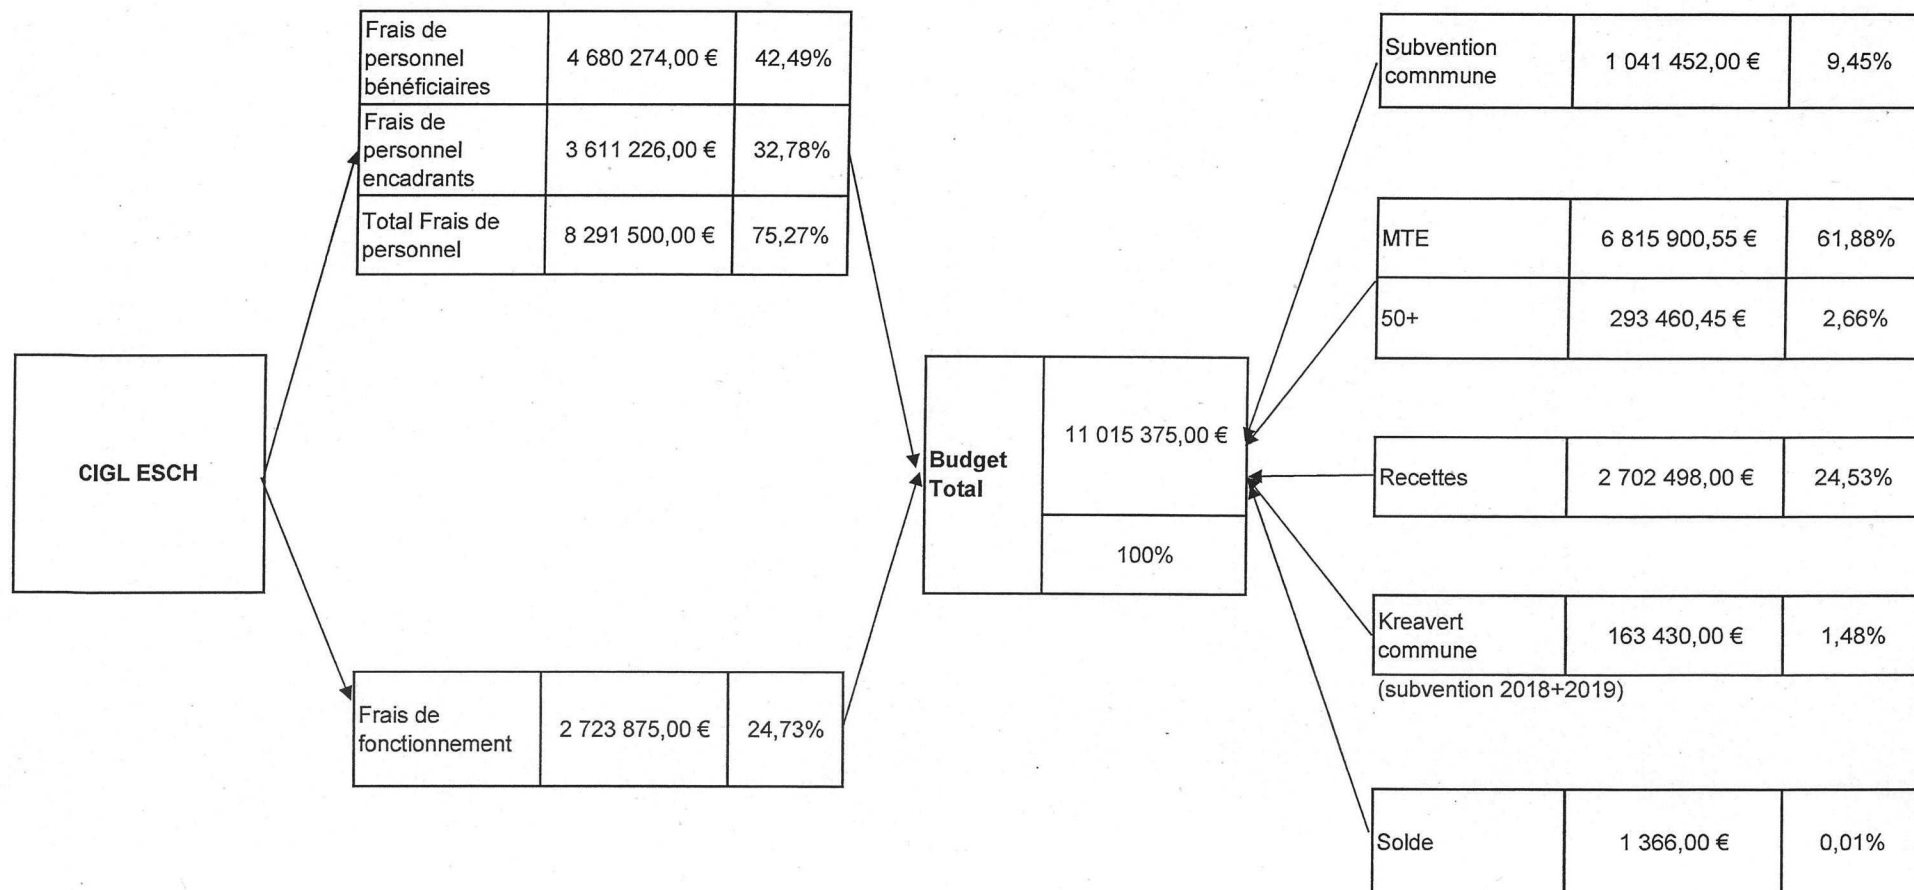 Frais de
personnel
bénéficiaires
4 680 274,00 €
42,49%
Frais de
personnel
encadrants
3 611 226,00 €
32,78%
Total Frais de
personnel
8 291 500,00 €
75,27%
CIGL ESCH
Frais de
fonctionnement
2 723 875,00 €
24,73%
Budget
Total
11 015 375,00 €
100%
Subvention
comnmune
1 041 452,00 €
9,45%
MTE
6 815 900,55 €
61,88%
50+
293 460,45 €
2,66%
Recettes
2 702 498,00 €
24,53%
Kreavert
commune
163 430,00 €
1,48%
(subvention 2018+2019)
Solde
1 366,00 €
0,01%